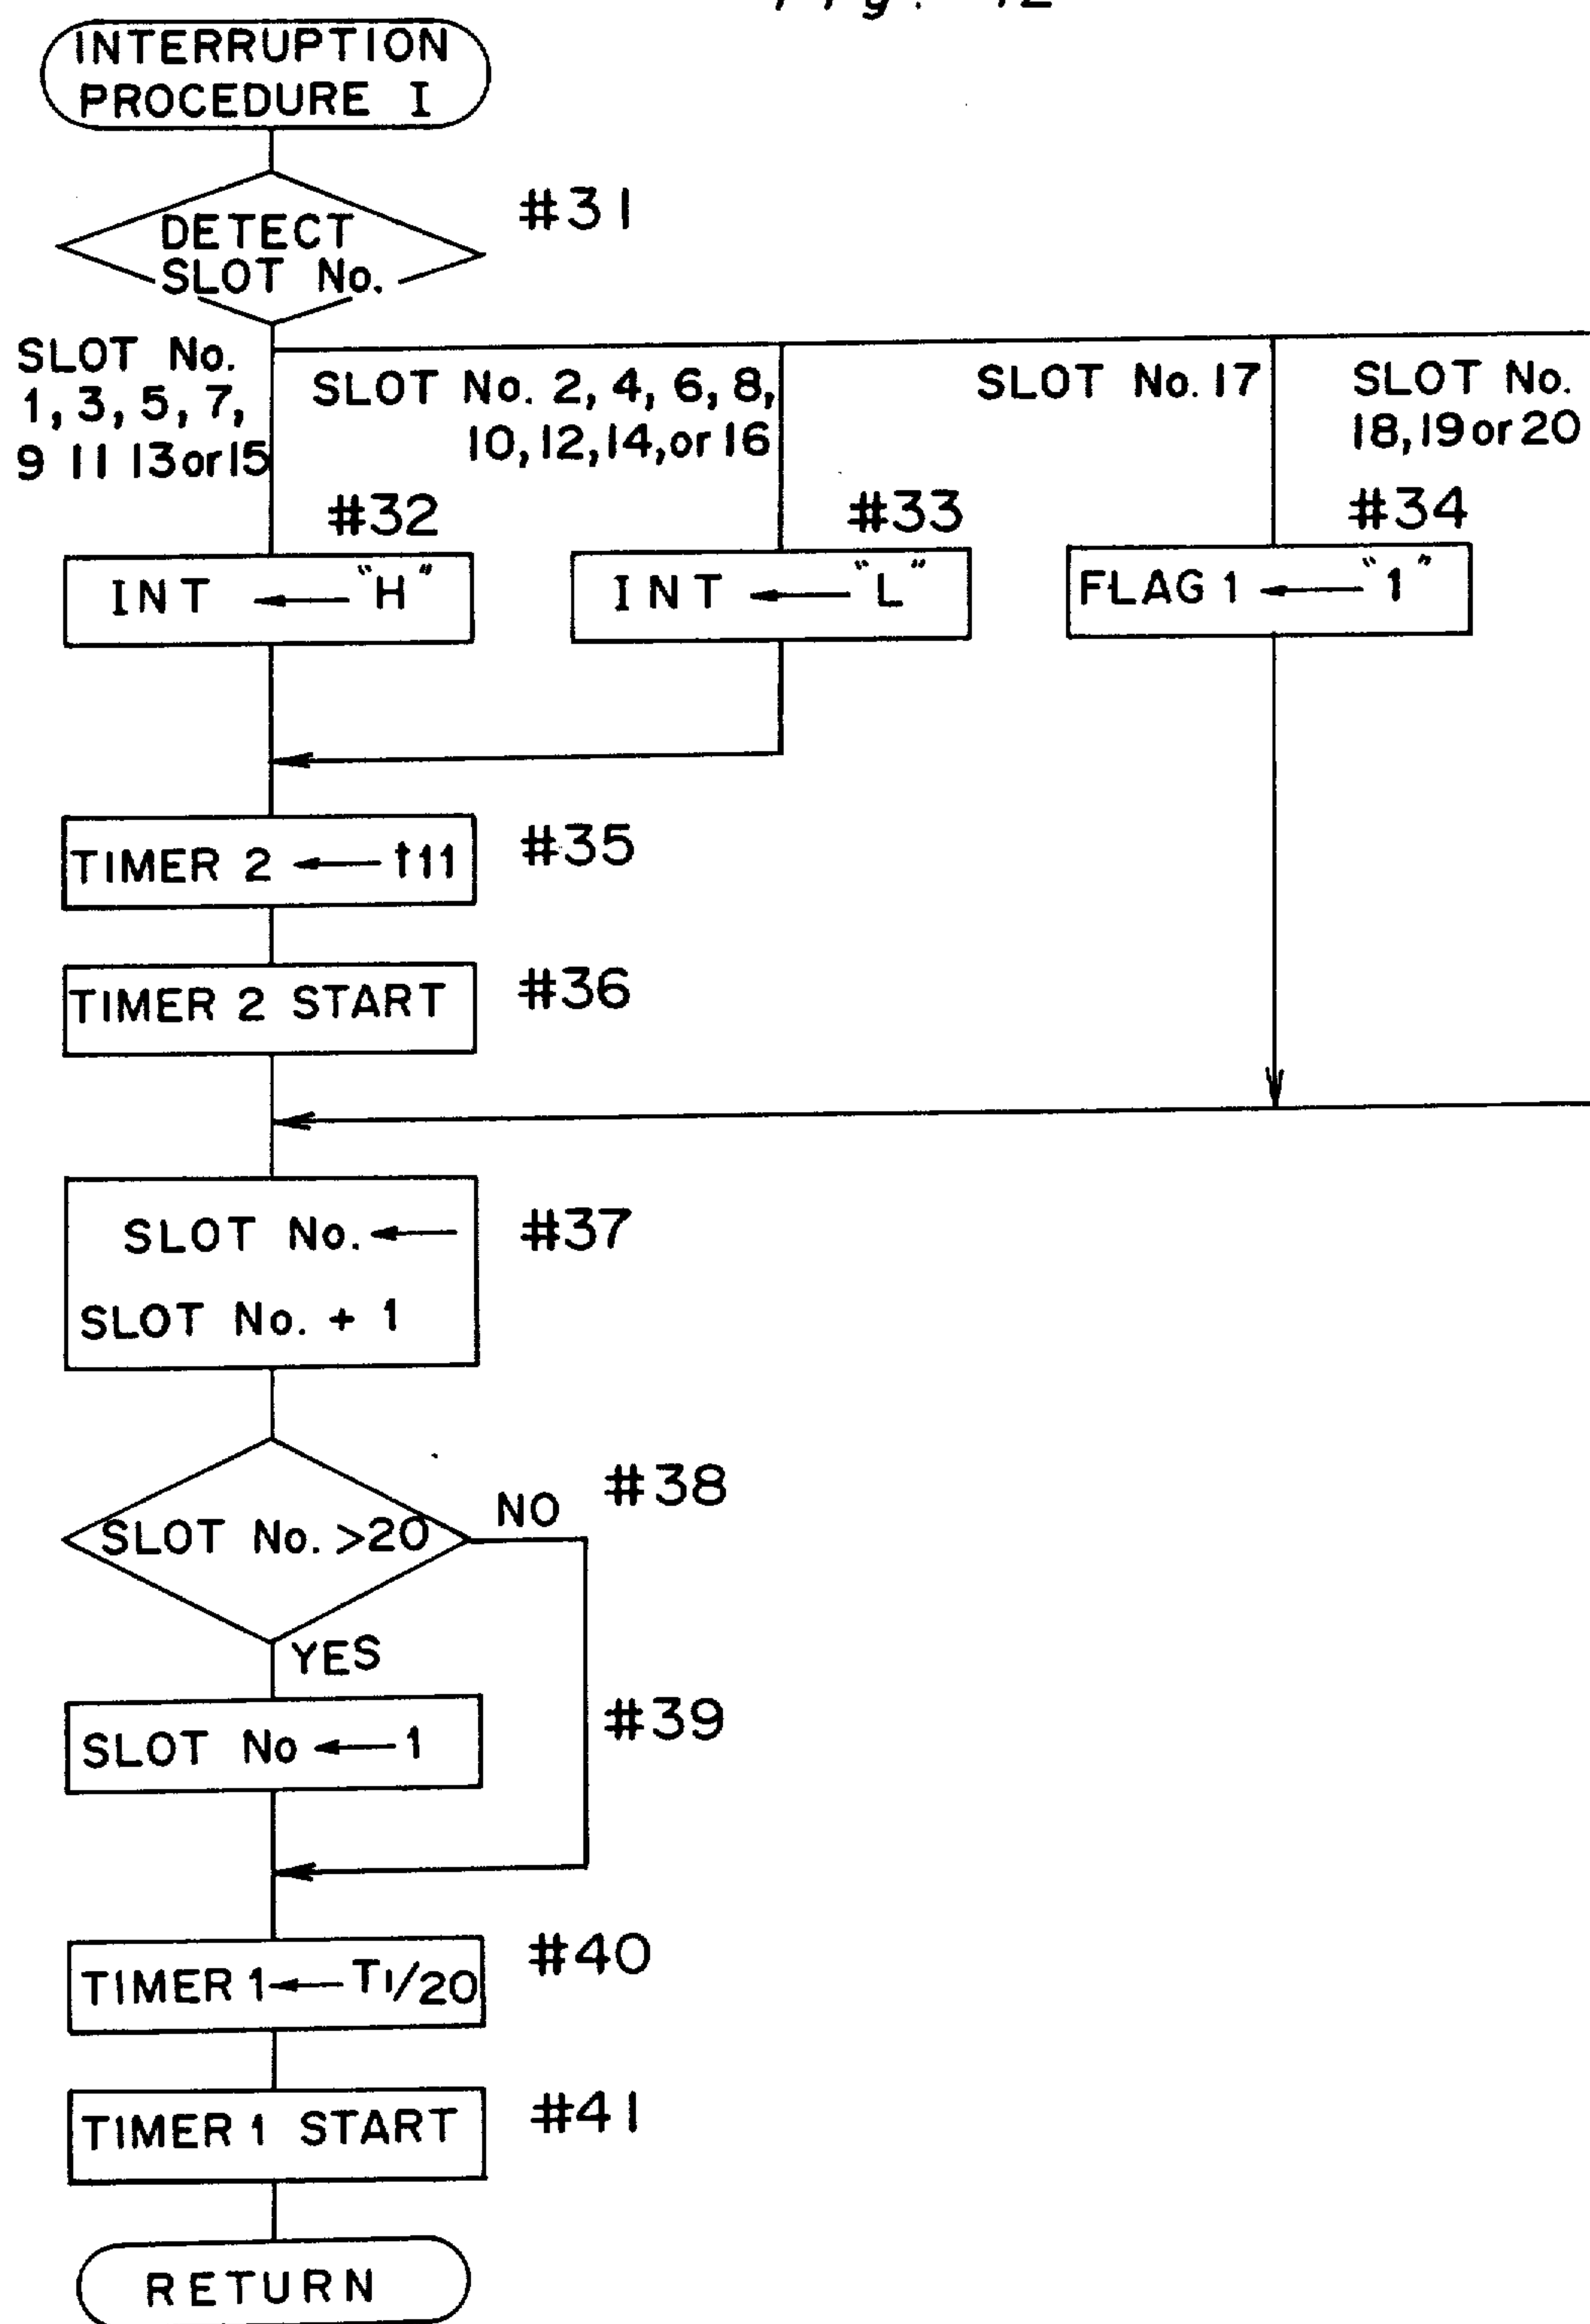 Fig. 12
INTERRUPTION
PROCEDURE I
DETECT
SLOT No.
#31
SLOT No.
1, 3, 5, 7,
9 11 13 or 15
SLOT No. 2, 4, 6, 8,
10, 12, 14, or 16
SLOT No. 17
SLOT No.
18, 19 or 20
#32
INT ← "H"
#33
INT ← "L"
#34
FLAG 1 ← "1"
TIMER 2 ← t11
#35
TIMER 2 START
#36
SLOT No. ←
SLOT No. + 1
#37
SLOT No. >20
NO
#38
YES
SLOT No ← 1
#39
TIMER 1 ← T1/20
#40
TIMER 1 START
#41
RETURN